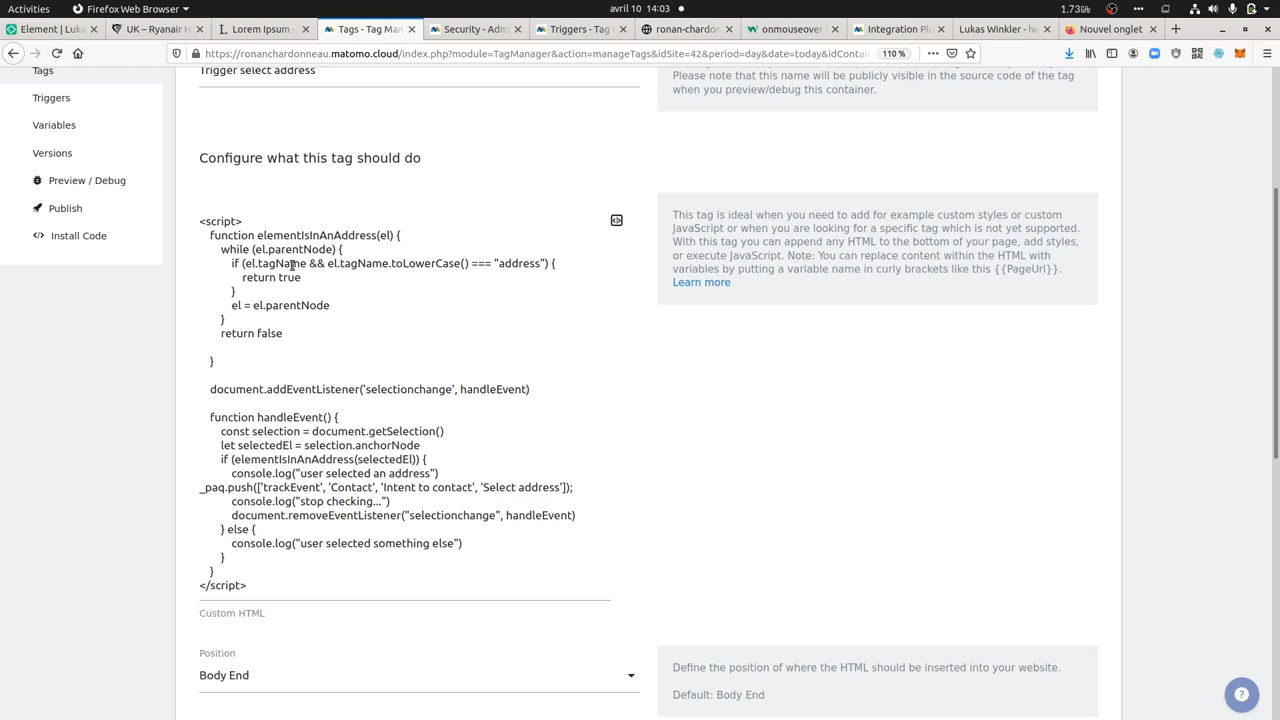 Activities
Firefox Web Browser
avril 10 14:03
1.73GB
Element | Luka
UK – Ryanair H
Lorem Ipsum -
Tags - Tag Man
Security - Admi
Triggers - Tag M
ronan-chardon
onmouseover
Integration Pla
Lukas Winkler - lw
Nouvel onglet
https://ronanchardonneau.matomo.cloud/index.php?module=TagManager&action=manageTags&idSite=42&period=day&date=today&idContai
110 %
Tags
Triggers
Variables
Versions
Preview / Debug
Publish
Install Code
Trigger select address
Please note that this name will be publicly visible in the source code of the tag
when you preview/debug this container.
Configure what this tag should do
<script>
function elementIsInAnAddress(el) {
while (el.parentNode) {
if (el.tagName && el.tagName.toLowerCase() === "address") {
return true
}
el = el.parentNode
}
return false
}
document.addEventListener('selectionchange', handleEvent)
function handleEvent() {
const selection = document.getSelection()
let selectedEl = selection.anchorNode
if (elementIsInAnAddress(selectedEl)) {
console.log("user selected an address")
_paq.push(['trackEvent', 'Contact', 'Intent to contact', 'Select address']);
console.log("stop checking...")
document.removeEventListener("selectionchange", handleEvent)
} else {
console.log("user selected something else")
}
}
</script>
Custom HTML
This tag is ideal when you need to add for example custom styles or custom
JavaScript or when you are looking for a specific tag which is not yet supported.
With this tag you can append any HTML to the bottom of your page, add styles,
or execute JavaScript. Note: You can replace content within the HTML with
variables by putting a variable name in curly brackets like this {{PageUrl}}.
Learn more
Position
Body End
Define the position of where the HTML should be inserted into your website.
Default: Body End